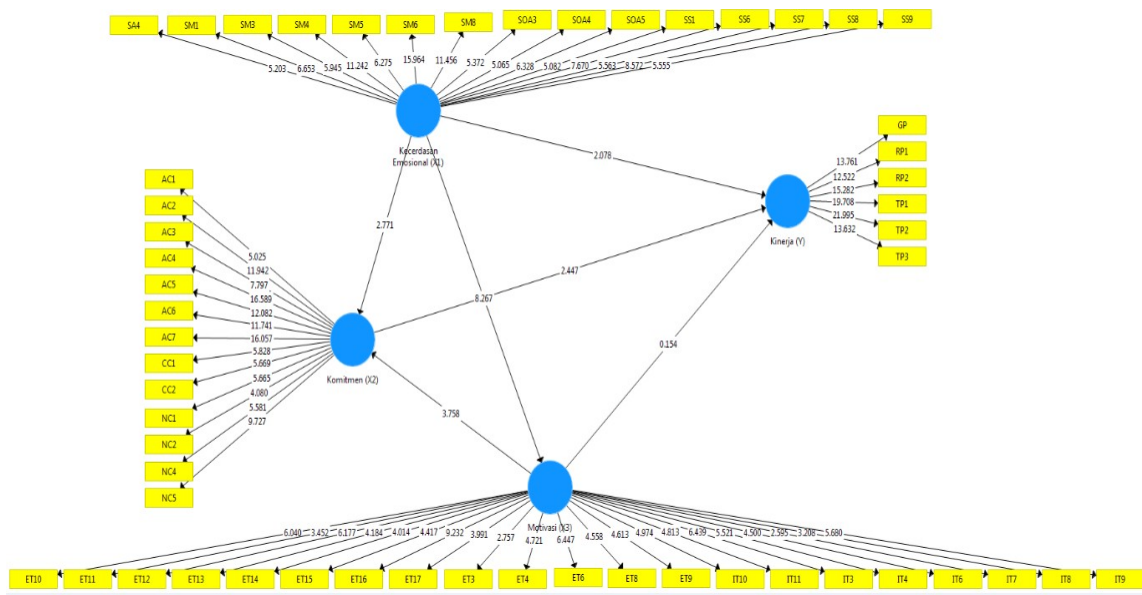 SA4 SM1 SM3 SM4 SM5 SM6 SM8 SOA3 SOA4 SOA5 SS1 SS6 SS7 SS8 SS9
5.203 6.653 5.945 11.242 6.275 15.964 11.456 5.372 5.065 6.328 5.082 7.670 5.563 8.572 5.555
Kecerdasan
Emosional (X1)
2.078
2.771
8.267
GP
RP1
RP2
TP1
TP2
TP3
13.761
12.522
15.282
19.708
21.995
13.632
Kinerja (Y)
AC1
AC2
AC3
AC4
AC5
AC6
AC7
CC1
CC2
NC1
NC2
NC4
NC5
5.025
11.942
7.797
16.589
12.082
11.741
16.057
5.828
5.669
5.665
4.080
5.581
9.727
Komitmen (X2)
2.447
0.154
3.758
Motivasi (X3)
6.040 3.452 6.177 4.184 4.014 4.417 9.232 3.991 2.757 4.721 6.447 4.558 4.613 4.974 4.813 6.439 5.521 4.500 2.595 3.208 5.680
ET10 ET11 ET12 ET13 ET14 ET15 ET16 ET17 ET3 ET4 ET6 ET8 ET9 IT10 IT11 IT3 IT4 IT6 IT7 IT8 IT9